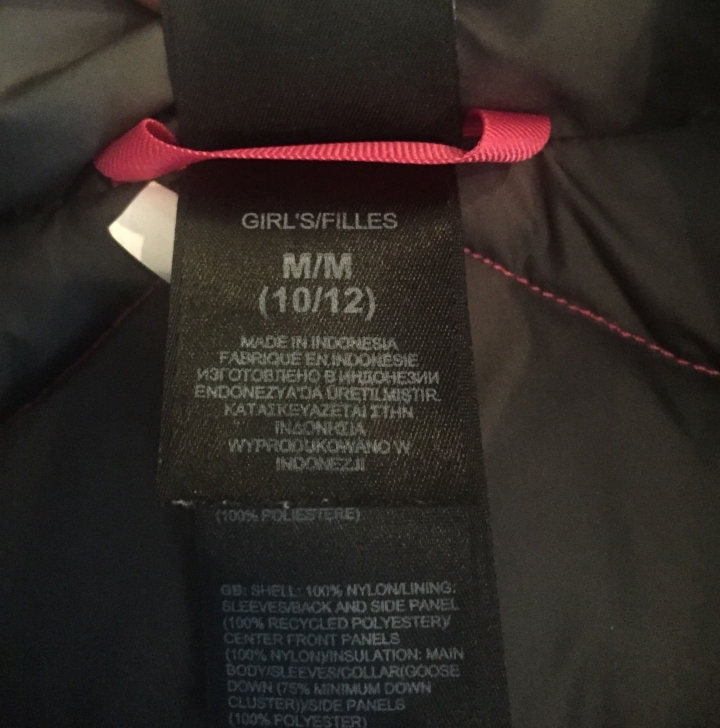 GIRL'S/FILLES
M/M
(10/12)
MADE IN INDONESIA
FABRIQUE EN INDONESIE
ИЗГОТОВЛЕНО В ИНДОНЕЗИИ
ENDONEZYA'DA ÜRETILMISTIR.
ΚΑΤΑΣΚΕΥΑΖΕΤΑΙ ΣΤΗΝ
ΙΝΔΟΝΗΣΙΑ
WYPRODUKOWANO W
INDONEZJI
(100% POLIESTERE)
GB: SHELL: 100% NYLON/LINING:
SLEEVES/BACK AND SIDE PANEL
(100% RECYCLED POLYESTER)/
CENTER FRONT PANELS
(100% NYLON)/INSULATION: MAIN
BODY/SLEEVES/COLLAR(GOOSE
DOWN (75% MINIMUM DOWN
CLUSTER))/SIDE PANELS
(100% POLYESTER)